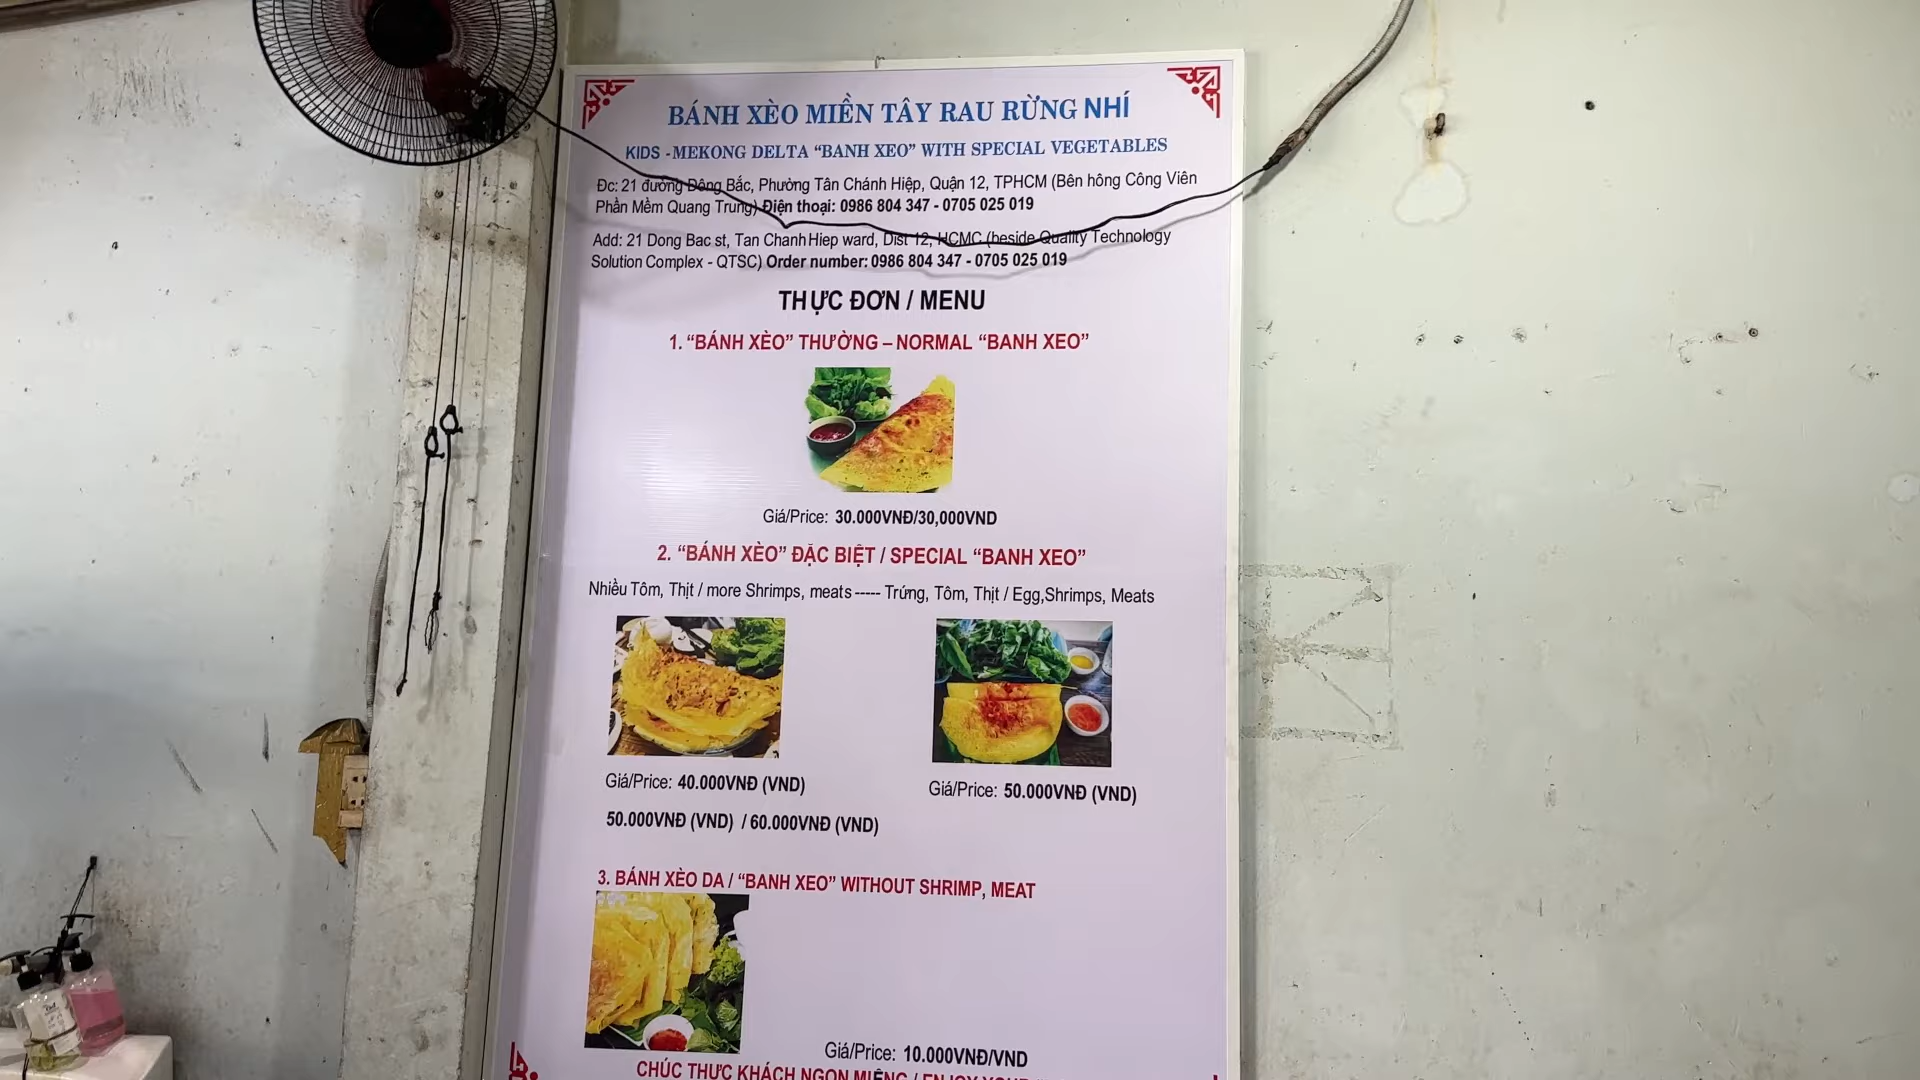 BÁNH XÈO MIỀN TÂY RAU RỪNG NHÍ
KIDS -MEKONG DELTA “BANH XEO” WITH SPECIAL VEGETABLES
Đc: 21 đường Đông Bắc, Phường Tân Chánh Hiệp, Quận 12, TPHCM (Bên hông Công Viên
Phần Mềm Quang Trung) Điện thoại: 0986 804 347 - 0705 025 019
Add: 21 Dong Bac st, Tan Chanh Hiep ward, Dist 12, HCMC (beside Quality Technology
Solution Complex - QTSC) Order number: 0986 804 347 - 0705 025 019
THỰC ĐƠN / MENU
1. “BÁNH XÈO” THƯỜNG – NORMAL “BANH XEO”
Giá/Price: 30.000VNĐ/30,000VND
2. “BÁNH XÈO” ĐẶC BIỆT / SPECIAL “BANH XEO”
Nhiều Tôm, Thịt / more Shrimps, meats ----- Trứng, Tôm, Thịt / Egg,Shrimps, Meats
Giá/Price: 40.000VNĐ (VND)
Giá/Price: 50.000VNĐ (VND)
50.000VNĐ (VND) / 60.000VNĐ (VND)
3. BÁNH XÈO DA / “BANH XEO” WITHOUT SHRIMP, MEAT
Giá/Price: 10.000VNĐ/VND
CHÚC THỰC KHÁCH NGON MIỆNG / ENJOY